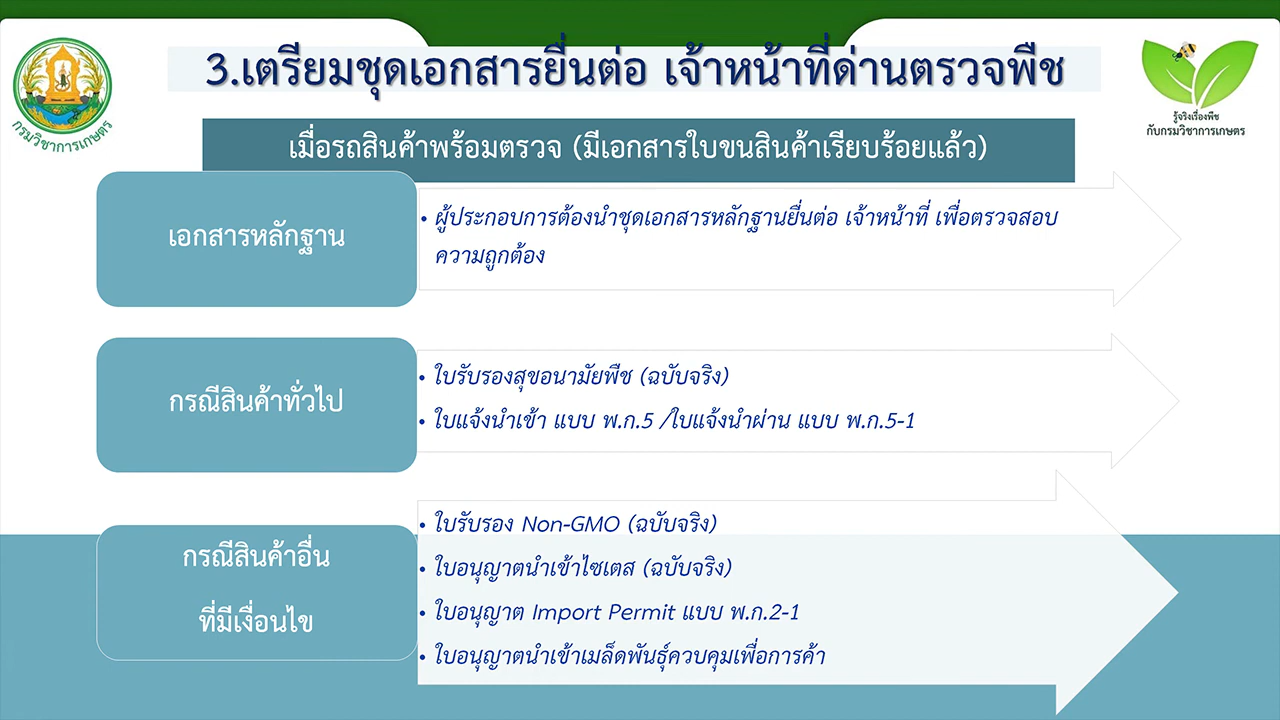 3.เตรียมชุดเอกสารยื่นต่อ เจ้าหน้าที่ด่านตรวจพืช
กรมวิชาการเกษตร
รู้จริงเรื่องพืช
กับกรมวิชาการเกษตร
เมื่อรถสินค้าพร้อมตรวจ (มีเอกสารใบขนสินค้าเรียบร้อยแล้ว)
เอกสารหลักฐาน
• ผู้ประกอบการต้องนำชุดเอกสารหลักฐานยื่นต่อ เจ้าหน้าที่ เพื่อตรวจสอบ
ความถูกต้อง
กรณีสินค้าทั่วไป
• ใบรับรองสุขอนามัยพืช (ฉบับจริง)
• ใบแจ้งนำเข้า แบบ พ.ก.5 /ใบแจ้งนำผ่าน แบบ พ.ก.5-1
กรณีสินค้าอื่น
ที่มีเงื่อนไข
• ใบรับรอง Non-GMO (ฉบับจริง)
• ใบอนุญาตนำเข้าไซเตส (ฉบับจริง)
• ใบอนุญาต Import Permit แบบ พ.ก.2-1
• ใบอนุญาตนำเข้าเมล็ดพันธุ์ควบคุมเพื่อการค้า